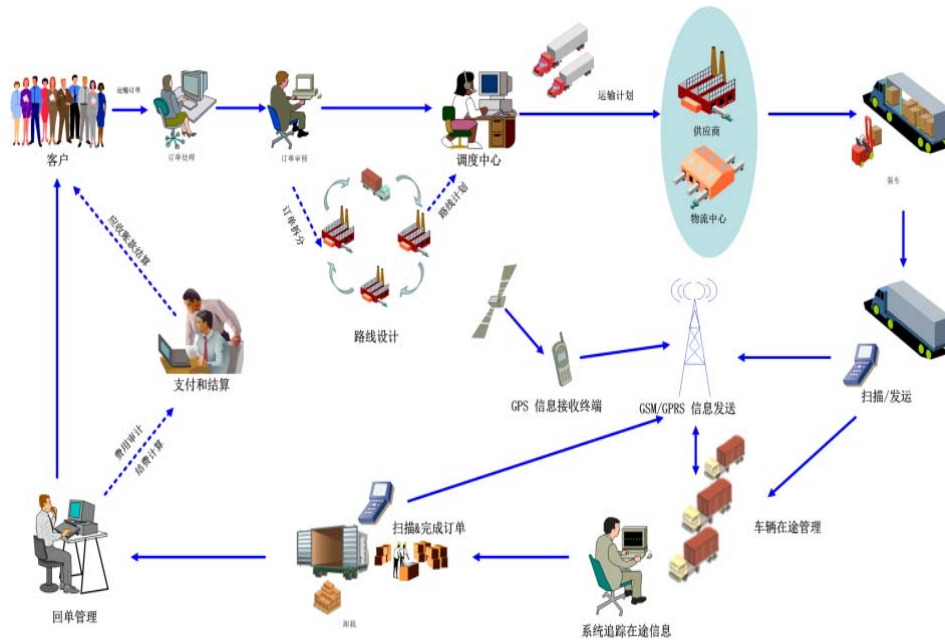 运输订单
客户
订单处理
订单审核
调度中心
运输计划
供应商
物流中心
装车
订单拆分
路线计划
路线设计
应收账款结算
支付和结算
GPS 信息接收终端
GSM/GPRS 信息发送
扫描/发运
费用审计
结费计算
扫描&完成订单
车辆在途管理
回单管理
卸载
系统追踪在途信息